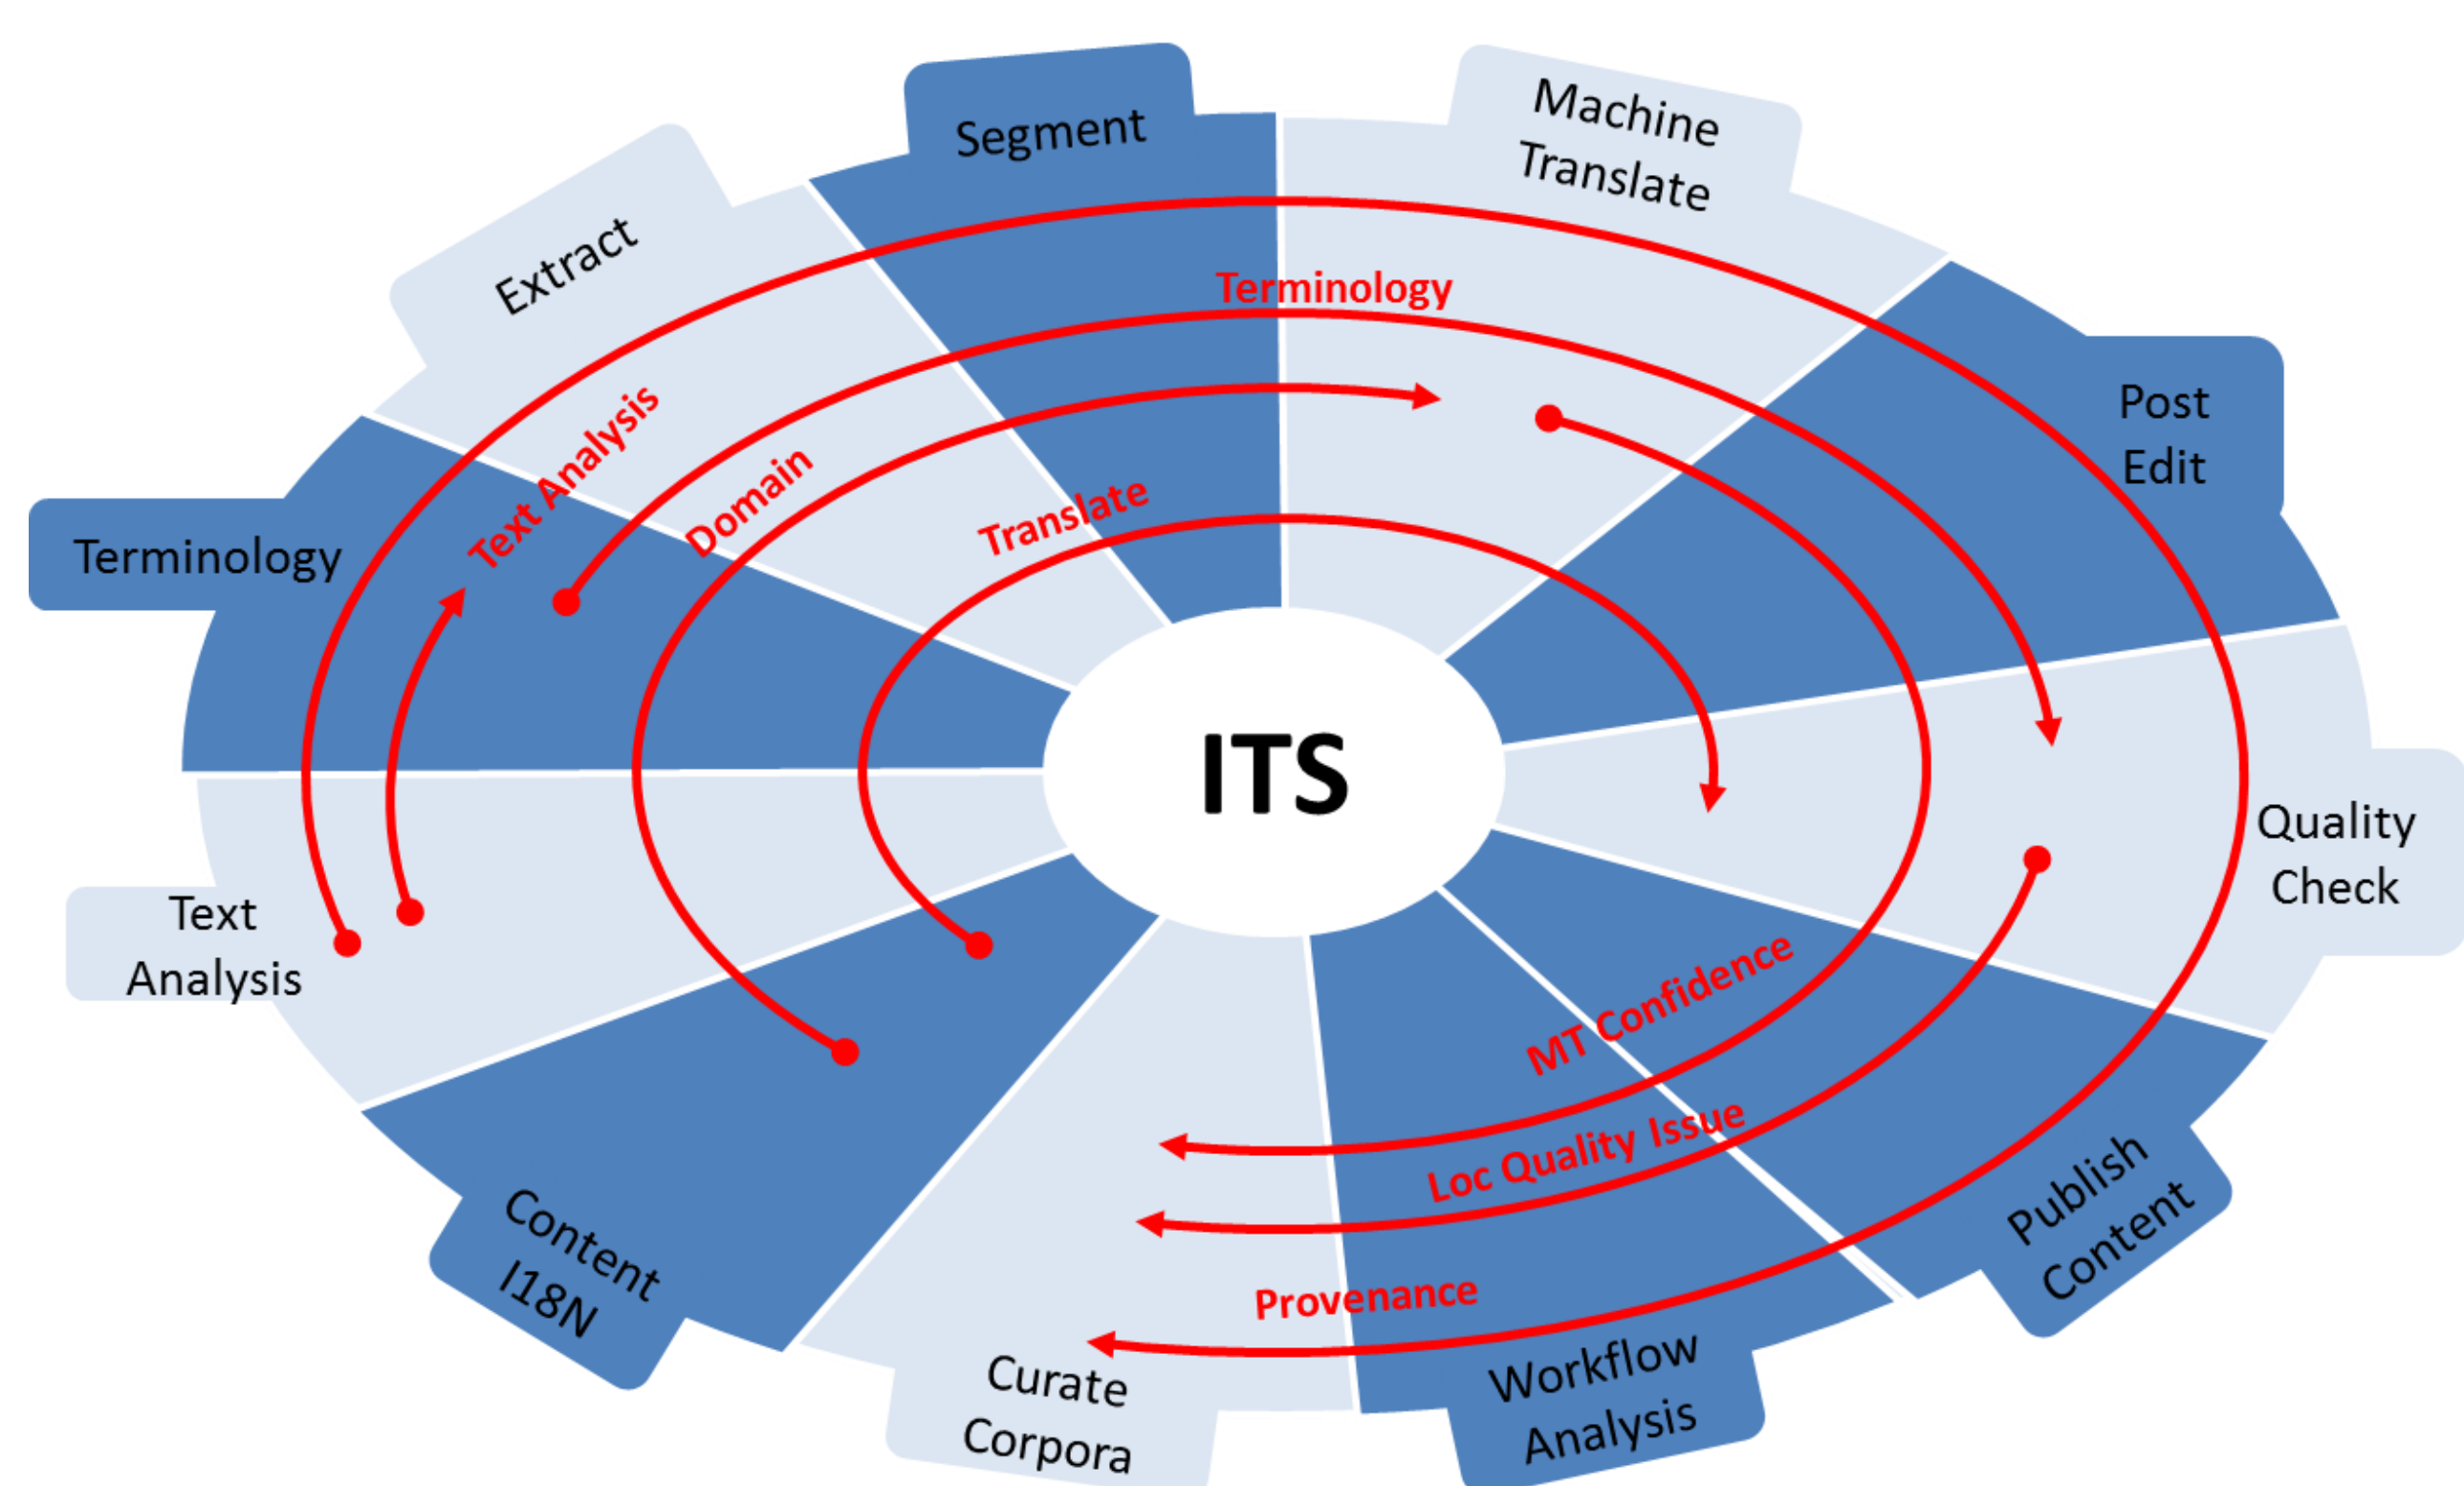 Segment
Machine
Translate
Extract
Post
Edit
Terminology
Terminology
Text Analysis
Domain
Translate
ITS
Quality
Check
Text
Analysis
MT Confidence
Loc Quality Issue
Provenance
Publish
Content
Content
I18N
Curate
Corpora
Workflow
Analysis